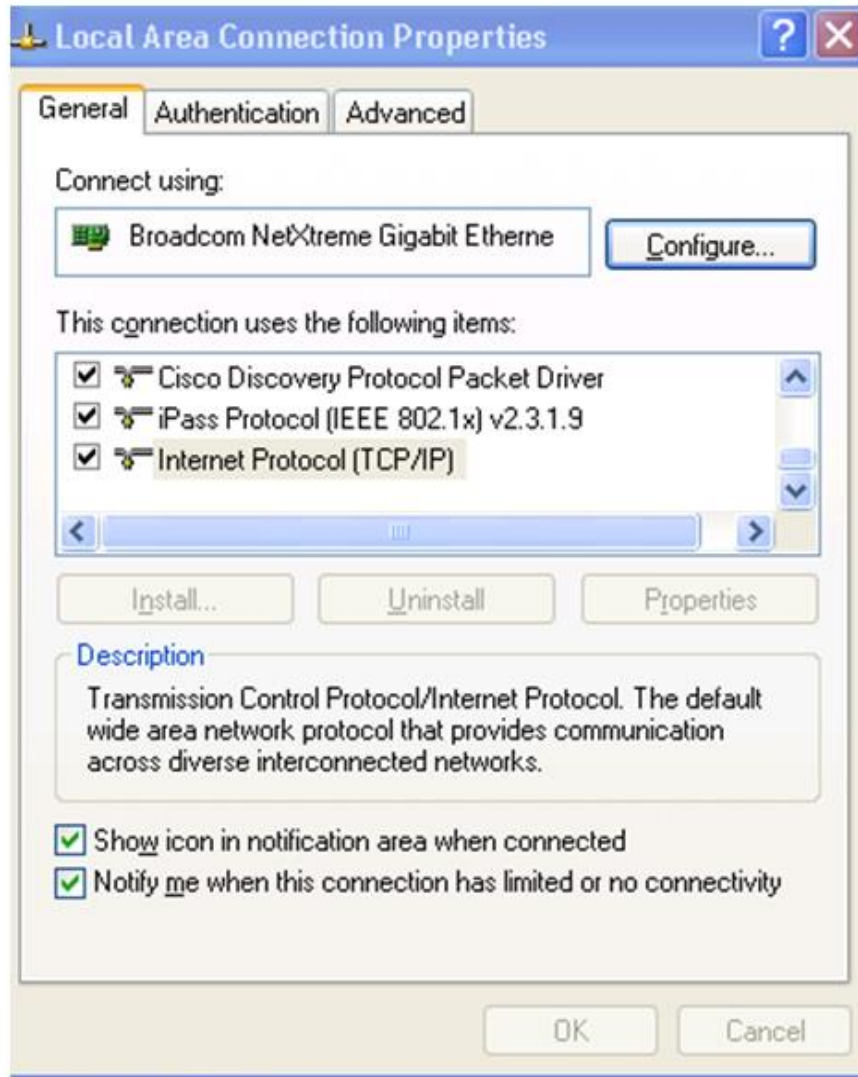 Local Area Connection Properties
General Authentication Advanced
Connect using:
Broadcom NetXtreme Gigabit Etherne
Configure...
This connection uses the following items:
Cisco Discovery Protocol Packet Driver
iPass Protocol (IEEE 802.1x) v2.3.1.9
Internet Protocol (TCP/IP)
Install... Uninstall Properties
Description
Transmission Control Protocol/Internet Protocol. The default
wide area network protocol that provides communication
across diverse interconnected networks.
Show icon in notification area when connected
Notify me when this connection has limited or no connectivity
OK Cancel